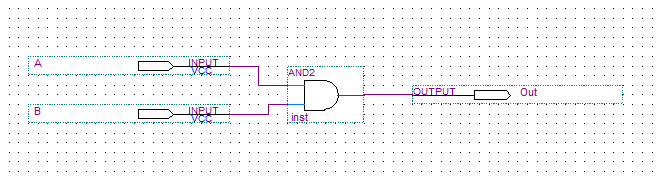 A INPUT
VCC
AND2
OUTPUT Out
B INPUT
VCC
inst